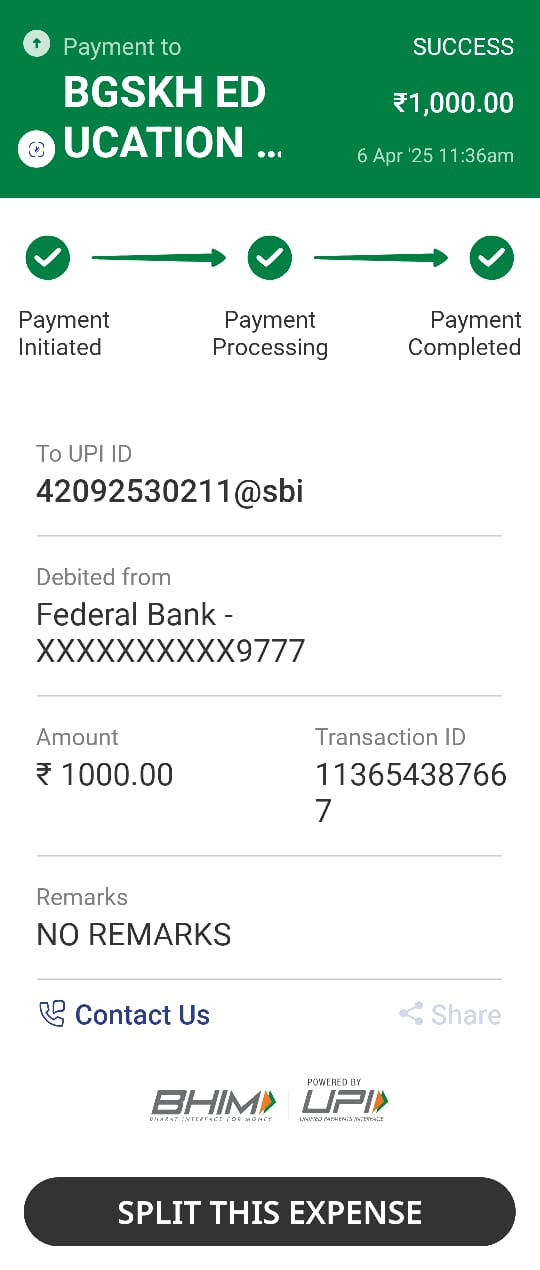 Payment to
SUCCESS
BGSKH ED
UCATION ...
₹1,000.00
6 Apr '25 11:36am
Payment Initiated
Payment Processing
Payment Completed
To UPI ID
42092530211@sbi
Debited from
Federal Bank -
XXXXXXXXXX9777
Amount
₹ 1000.00
Transaction ID
11365438766
7
Remarks
NO REMARKS
Contact Us
Share
BHIM
BHARAT INTERFACE FOR MONEY
POWERED BY
UPI
UNIFIED PAYMENTS INTERFACE
SPLIT THIS EXPENSE